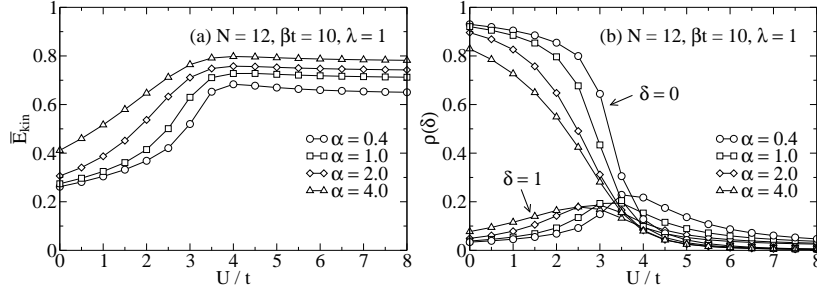 (a) N = 12, βt = 10, λ = 1
1
0.8
0.6
0.4
0.2
0
E̅kin
α = 0.4
α = 1.0
α = 2.0
α = 4.0
0 1 2 3 4 5 6 7 8
U / t
(b) N = 12, βt = 10, λ = 1
1
0.8
0.6
0.4
0.2
0
ρ(δ)
δ = 0
δ = 1
α = 0.4
α = 1.0
α = 2.0
α = 4.0
0 1 2 3 4 5 6 7 8
U / t